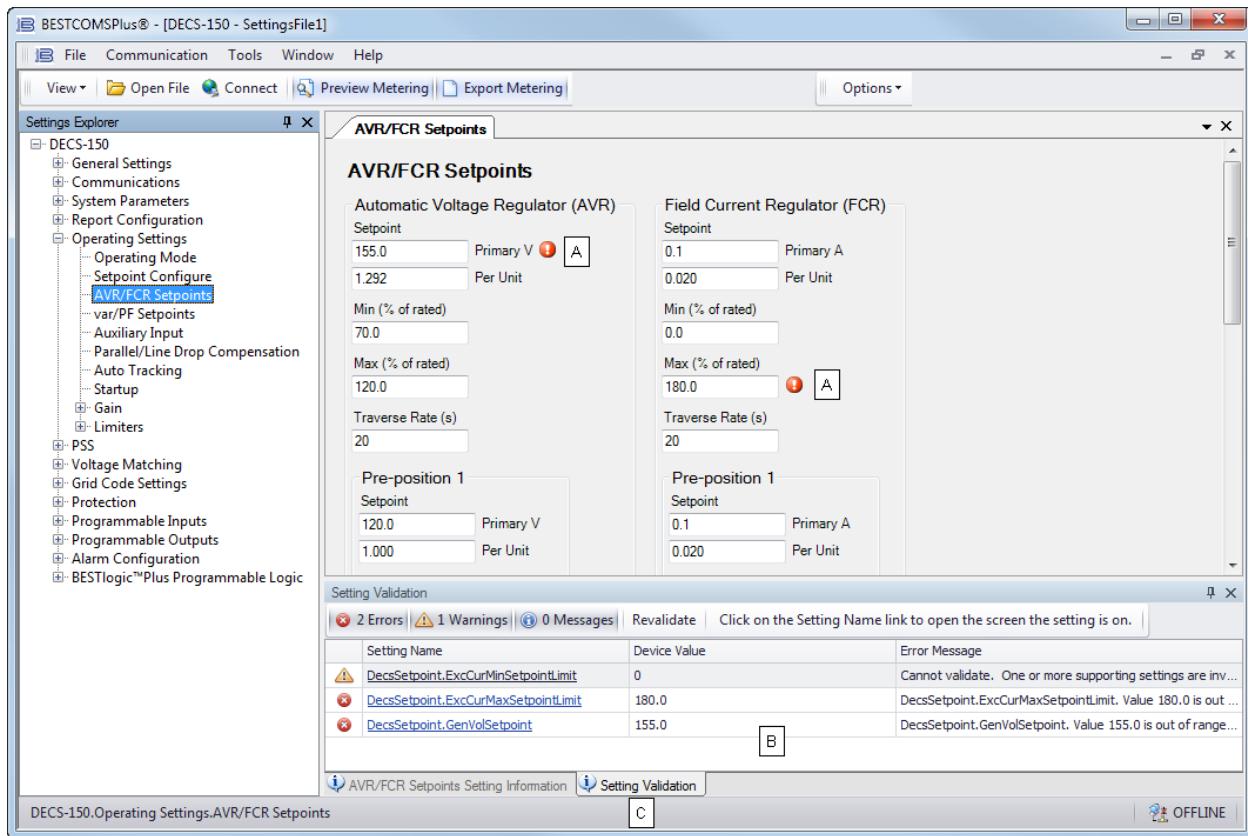 BESTCOMSPlus® - [DECS-150 - SettingsFile1]
File Communication Tools Window Help
View Open File Connect Preview Metering Export Metering Options
Settings Explorer
DECS-150
General Settings
Communications
System Parameters
Report Configuration
Operating Settings
Operating Mode
Setpoint Configure
AVR/FCR Setpoints
var/PF Setpoints
Auxiliary Input
Parallel/Line Drop Compensation
Auto Tracking
Startup
Gain
Limiters
PSS
Voltage Matching
Grid Code Settings
Protection
Programmable Inputs
Programmable Outputs
Alarm Configuration
BESTlogic™Plus Programmable Logic
AVR/FCR Setpoints
AVR/FCR Setpoints
Automatic Voltage Regulator (AVR)
Setpoint
155.0 Primary V A
1.292 Per Unit
Min (% of rated)
70.0
Max (% of rated)
120.0
Traverse Rate (s)
20
Pre-position 1
Setpoint
120.0 Primary V
1.000 Per Unit
Field Current Regulator (FCR)
Setpoint
0.1 Primary A
0.020 Per Unit
Min (% of rated)
0.0
Max (% of rated)
180.0 A
Traverse Rate (s)
20
Pre-position 1
Setpoint
0.1 Primary A
0.020 Per Unit
Setting Validation
2 Errors 1 Warnings 0 Messages Revalidate Click on the Setting Name link to open the screen the setting is on.
Setting Name Device Value Error Message
DecsSetpoint.ExcCurMinSetpointLimit 0 Cannot validate. One or more supporting settings are inv...
DecsSetpoint.ExcCurMaxSetpointLimit 180.0 DecsSetpoint.ExcCurMaxSetpointLimit. Value 180.0 is out ...
DecsSetpoint.GenVolSetpoint 155.0 DecsSetpoint.GenVolSetpoint. Value 155.0 is out of range...
B
AVR/FCR Setpoints Setting Information Setting Validation
DECS-150.Operating Settings.AVR/FCR Setpoints C OFFLINE